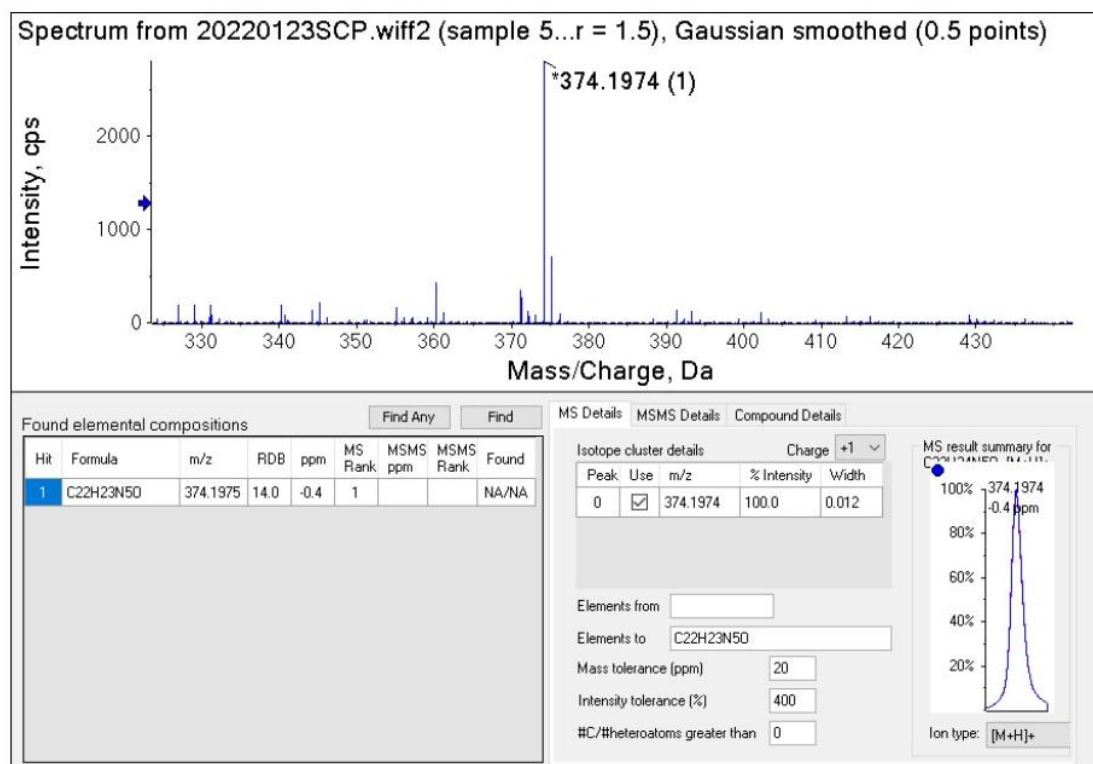 Spectrum from 20220123SCP.wiff2 (sample 5...r = 1.5), Gaussian smoothed (0.5 points)
*374.1974 (1)
Intensity, cps
2000
1000
0
330 340 350 360 370 380 390 400 410 420 430
Mass/Charge, Da
Found elemental compositions
Find Any Find
Hit Formula m/z RDB ppm MS Rank MSMS ppm MSMS Rank Found
1 C22H23N5O 374.1975 14.0 -0.4 1 NA/NA
MS Details MSMS Details Compound Details
Isotope cluster details Charge +1
Peak Use m/z % Intensity Width
0 374.1974 100.0 0.012
Elements from
Elements to C22H23N5O
Mass tolerance (ppm) 20
Intensity tolerance (%) 400
#C/#heteroatoms greater than 0
MS result summary for
374.1974
-0.4 ppm
100%
80%
60%
40%
20%
Ion type: [M+H]+